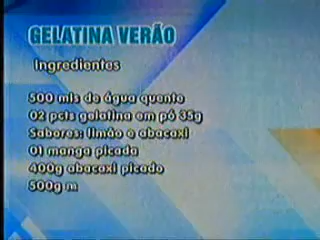 GELATINA VERÃO
Ingredientes
500 mls de água quente
02 pcts gelatina em pó 35g
Sabores: limão e abacaxi
01 manga picada
400g abacaxi picado
500g m